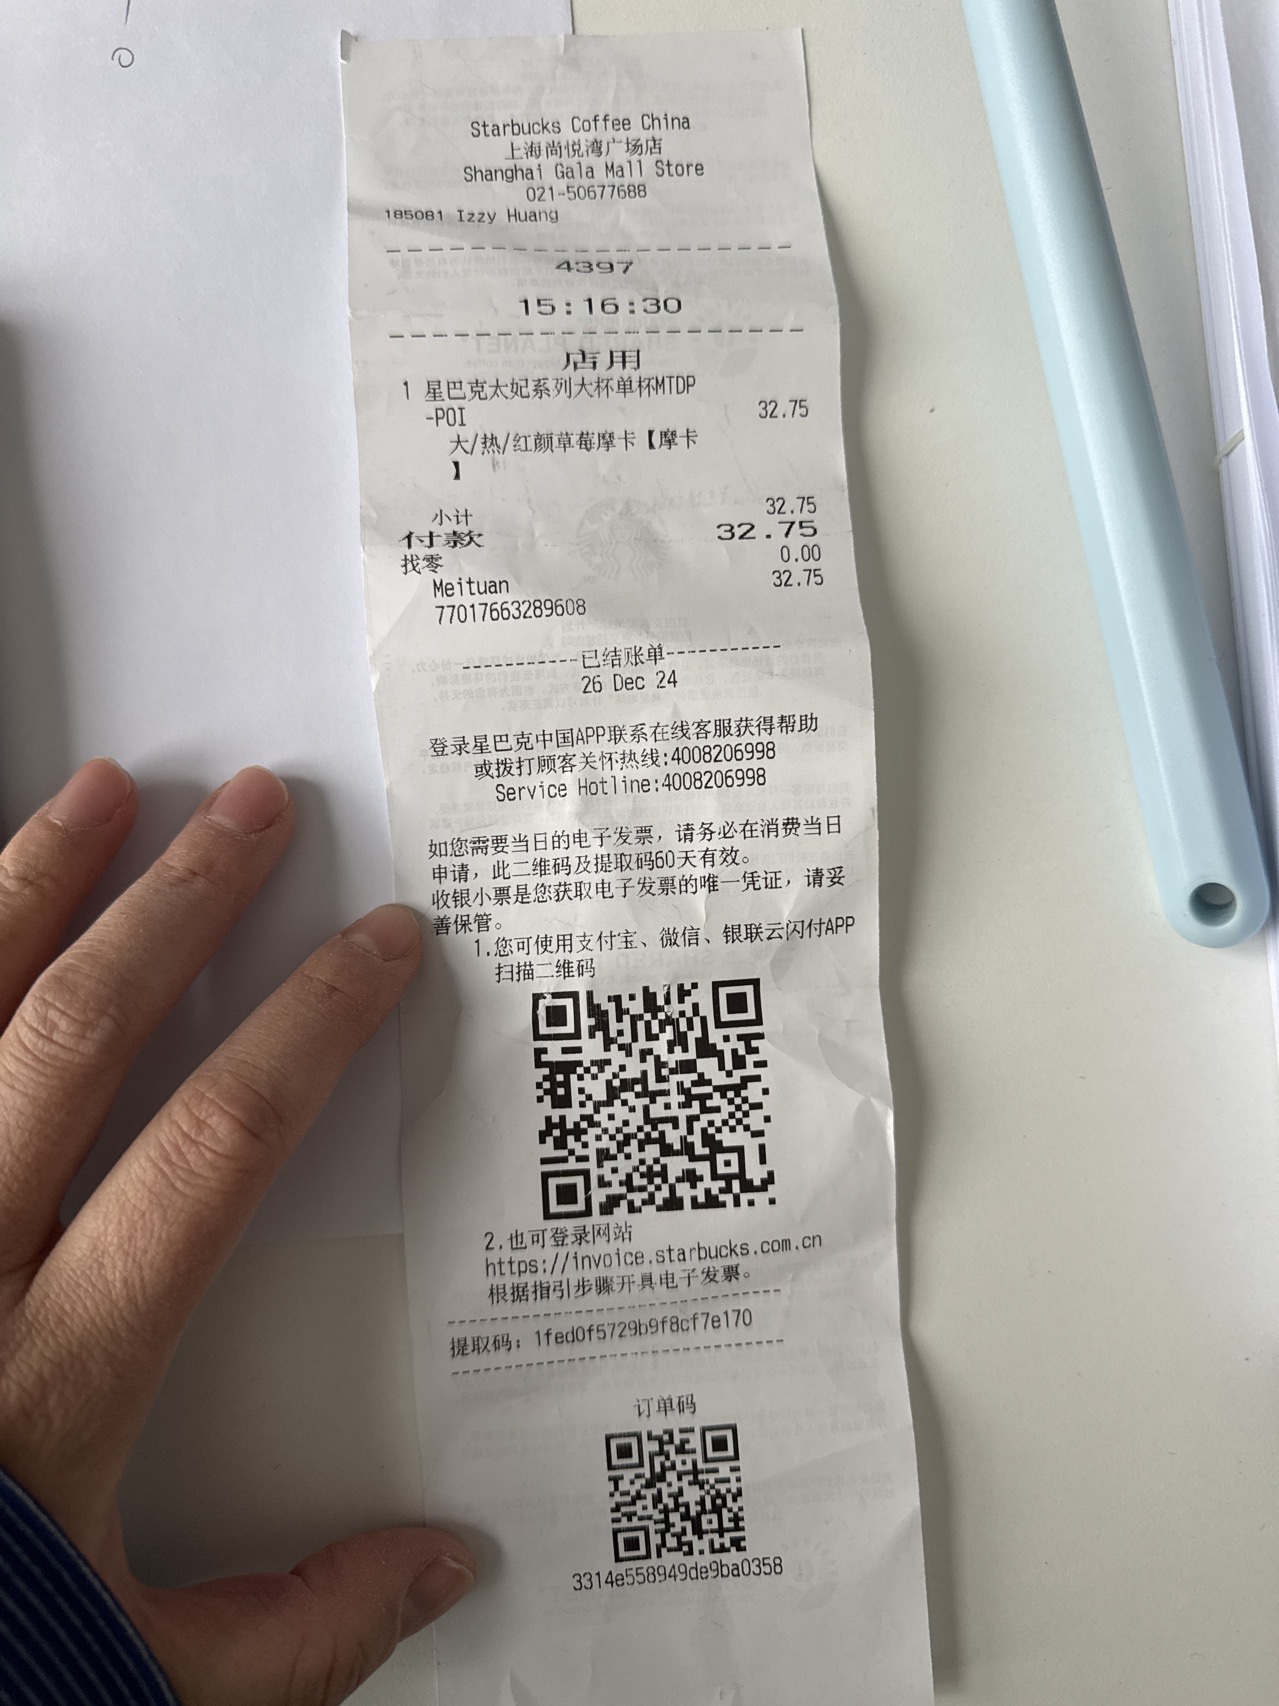 Starbucks Coffee China
上海尚悦湾广场店
Shanghai Gala Mall Store
021-50677688
185081 Izzy Huang
4397
15:16:30
店用
1 星巴克太妃系列大杯单杯MTDP
-POI 32.75
大/热/红颜草莓摩卡【摩卡
】
小计 32.75
付款 32.75
找零 0.00
Meituan 32.75
77017663289608
-----------已结账单-----------
26 Dec 24
登录星巴克中国APP联系在线客服获得帮助
或拨打顾客关怀热线:4008206998
Service Hotline:4008206998
如您需要当日的电子发票，请务必在消费当日
申请，此二维码及提取码60天有效。
收银小票是您获取电子发票的唯一凭证，请妥
善保管。
1.您可使用支付宝、微信、银联云闪付APP
扫描二维码
2.也可登录网站
https://invoice.starbucks.com.cn
根据指引步骤开具电子发票。
提取码: 1fed0f5729b9f8cf7e170
订单码
3314e558949de9ba0358